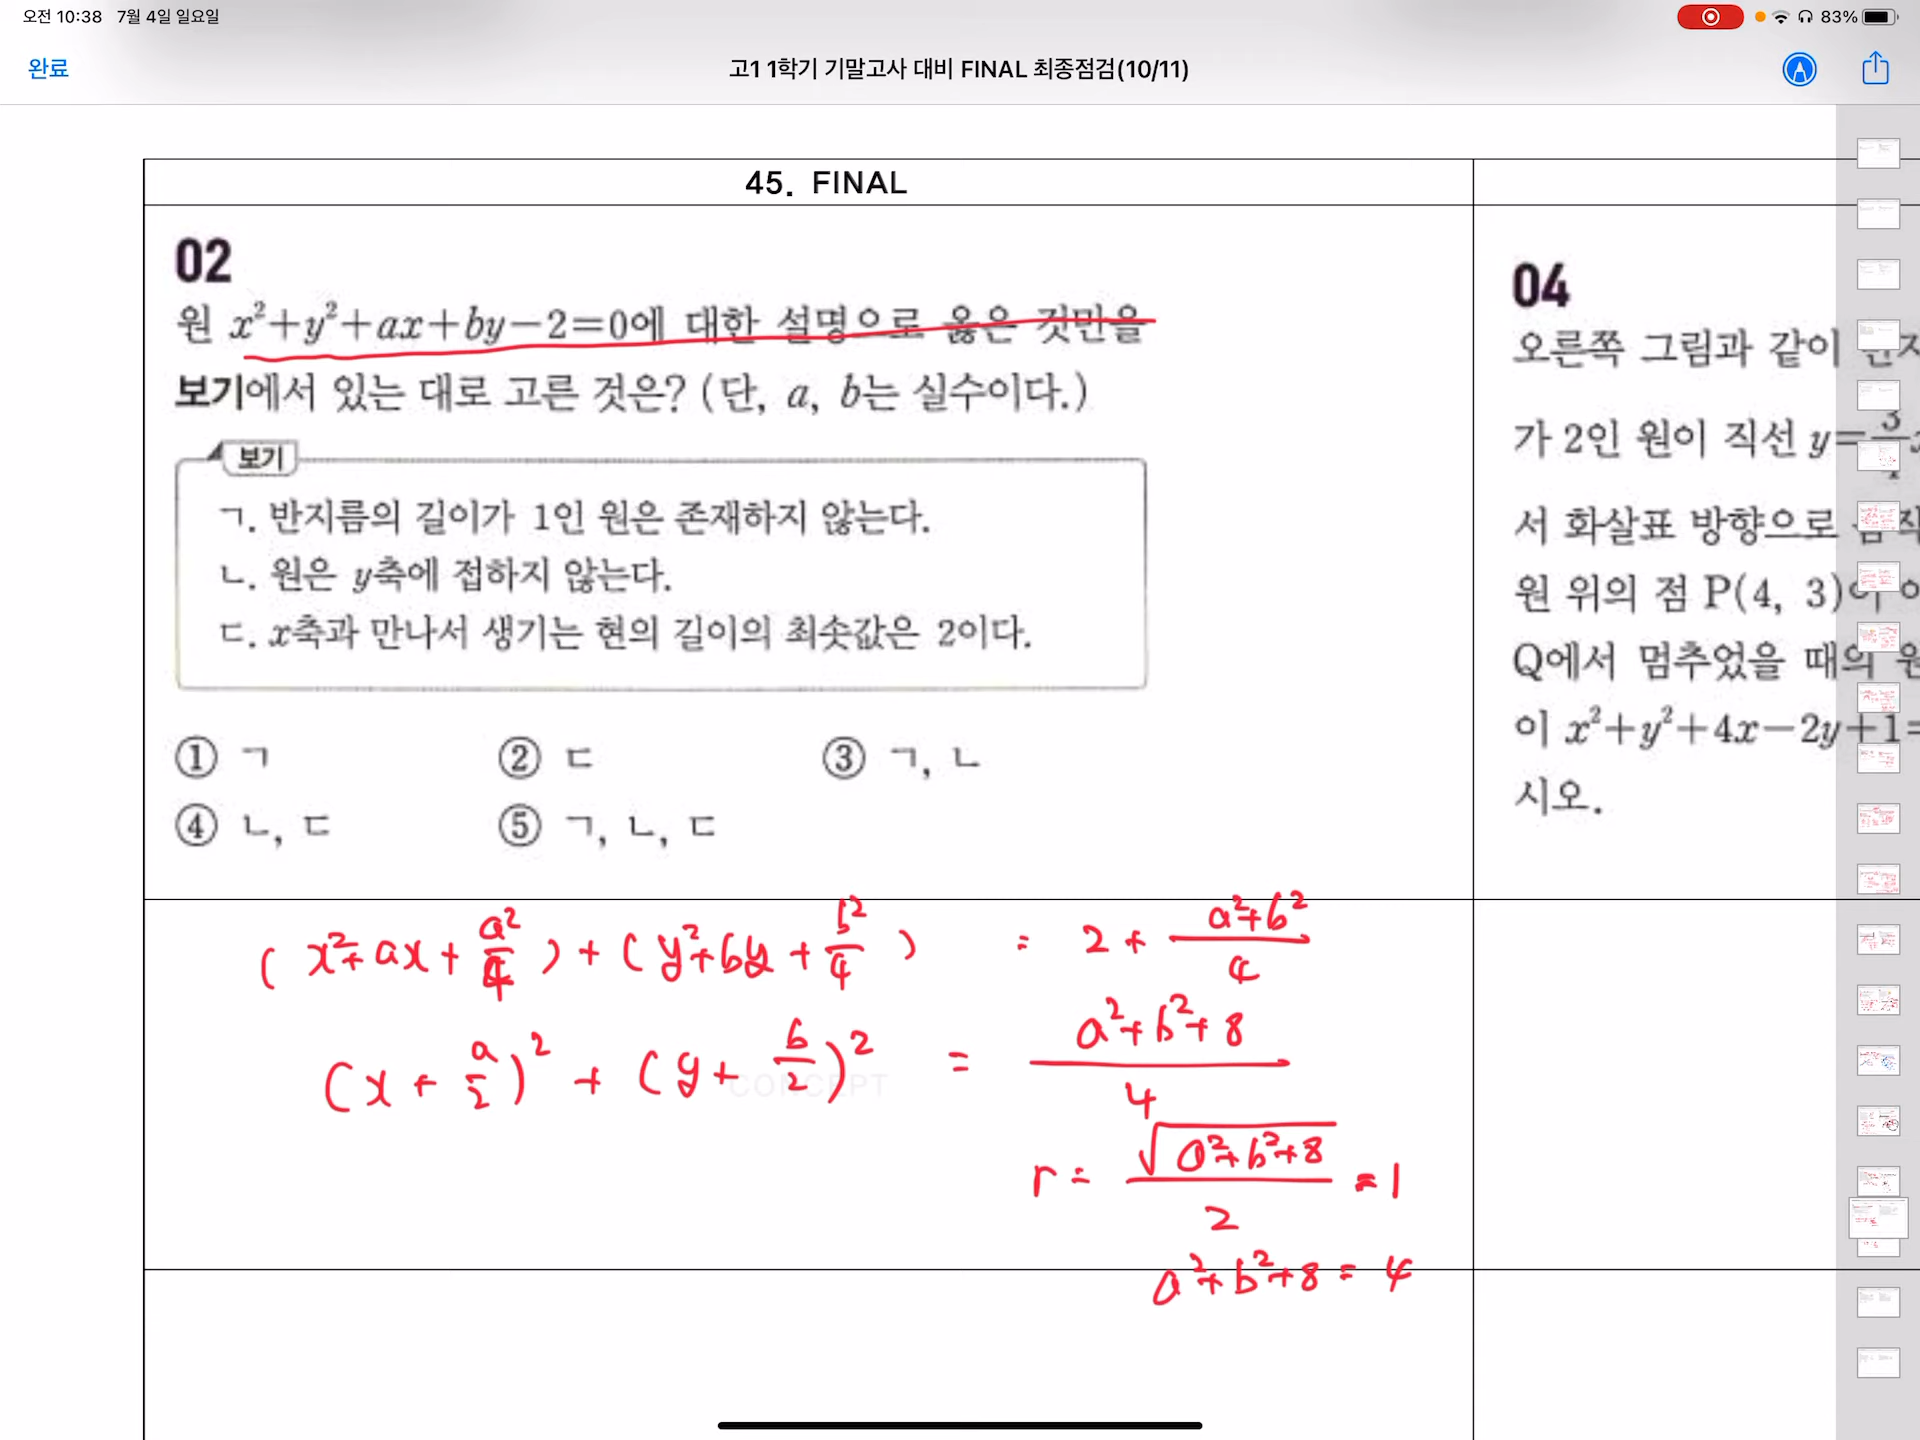 오전 10:38 7월 4일 일요일
83%
완료
고1 1학기 기말고사 대비 FINAL 최종점검(10/11)
45. FINAL
02
원 x²+y²+ax+by-2=0에 대한 설명으로 옳은 것만을
보기에서 있는 대로 고른 것은? (단, a, b는 실수이다.)
보기
ㄱ. 반지름의 길이가 1인 원은 존재하지 않는다.
ㄴ. 원은 y축에 접하지 않는다.
ㄷ. x축과 만나서 생기는 현의 길이의 최솟값은 2이다.
① ㄱ ② ㄷ ③ ㄱ, ㄴ
④ ㄴ, ㄷ ⑤ ㄱ, ㄴ, ㄷ
(x²+ax+a²/4)+(y²+by+b²/4) = 2+(a²+b²)/4
(x+a/2)²+(y+b/2)² = (a²+b²+8)/4
CONCEPT
r=√(a²+b²+8)/2=1
a²+b²+8=4
04
오른쪽 그림과 같이
가 2인 원이 직선 y=3/4
서 화살표 방향으로
원 위의 점 P(4, 3)이
Q에서 멈추었을 때의 원
이 x²+y²+4x-2y+1=
시오.